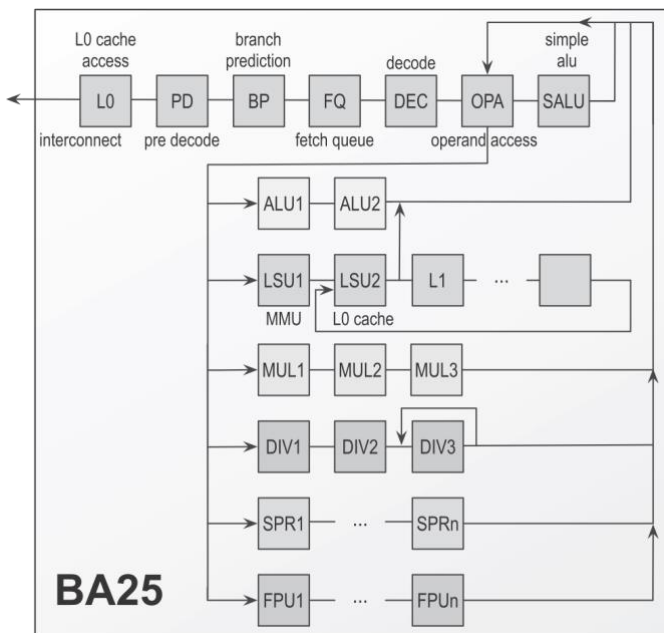 L0 cache access
branch prediction
decode
simple alu
L0
PD
BP
FQ
DEC
OPA
SALU
interconnect
pre decode
fetch queue
operand access
ALU1
ALU2
LSU1
LSU2
L1
...
MMU
L0 cache
MUL1
MUL2
MUL3
DIV1
DIV2
DIV3
SPR1
...
SPRn
BA25
FPU1
...
FPUn